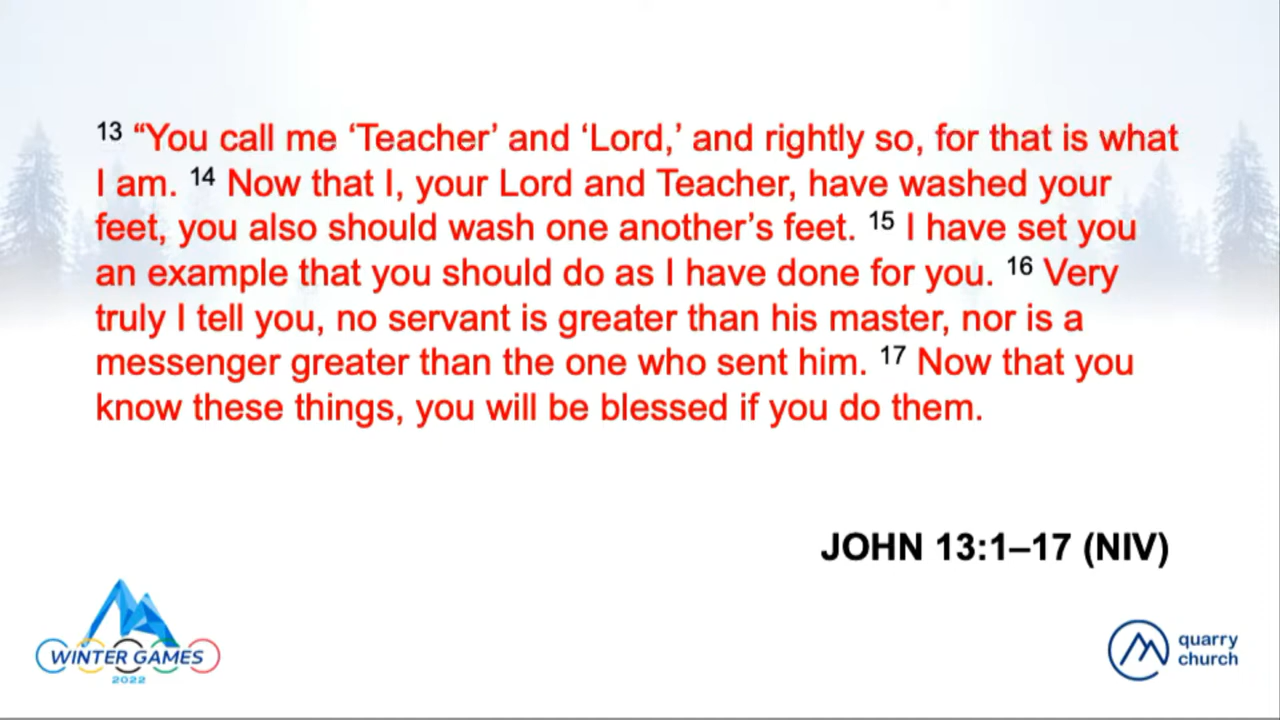 13 “You call me ‘Teacher’ and ‘Lord,’ and rightly so, for that is what
I am. 14 Now that I, your Lord and Teacher, have washed your
feet, you also should wash one another’s feet. 15 I have set you
an example that you should do as I have done for you. 16 Very
truly I tell you, no servant is greater than his master, nor is a
messenger greater than the one who sent him. 17 Now that you
know these things, you will be blessed if you do them.
JOHN 13:1–17 (NIV)
WINTER GAMES
2022
quarry
church